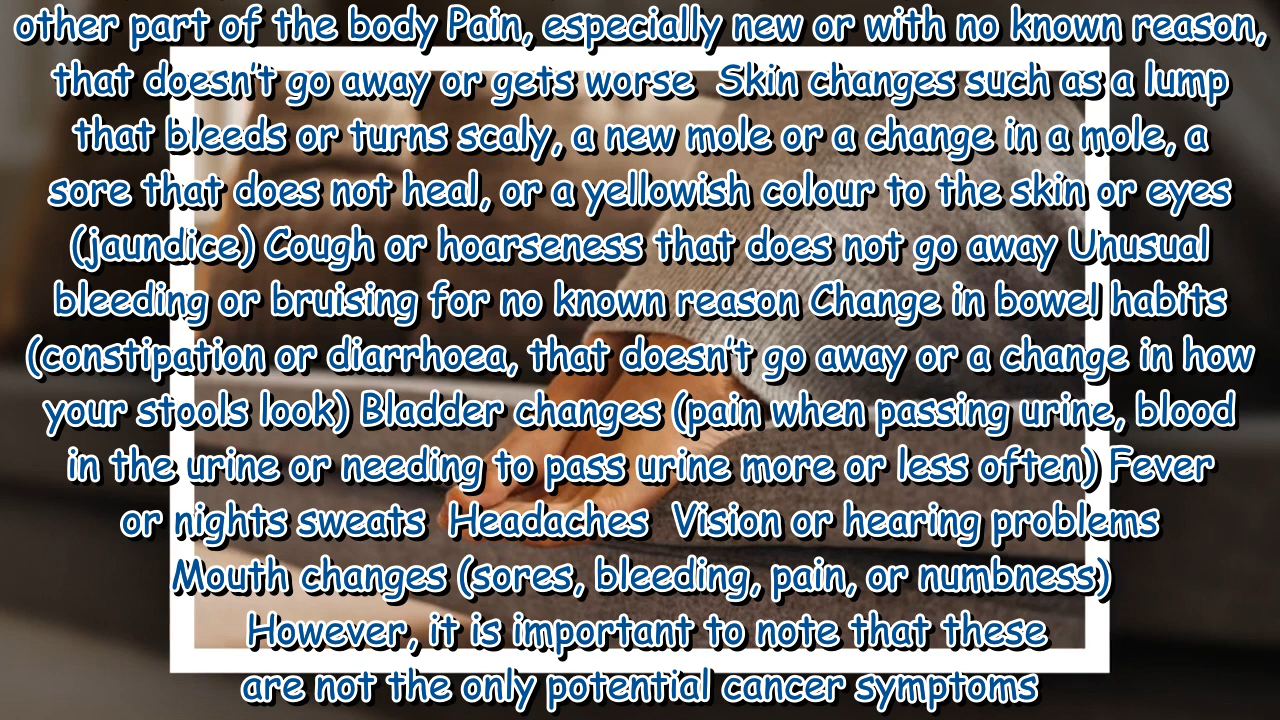 other part of the body Pain, especially new or with no known reason,
that doesn't go away or gets worse  Skin changes such as a lump
that bleeds or turns scaly, a new mole or a change in a mole, a
sore that does not heal, or a yellowish colour to the skin or eyes
(jaundice) Cough or hoarseness that does not go away Unusual
bleeding or bruising for no known reason Change in bowel habits
(constipation or diarrhoea, that doesn't go away or a change in how
your stools look) Bladder changes (pain when passing urine, blood
in the urine or needing to pass urine more or less often) Fever
or nights sweats  Headaches  Vision or hearing problems
Mouth changes (sores, bleeding, pain, or numbness)
However, it is important to note that these
are not the only potential cancer symptoms